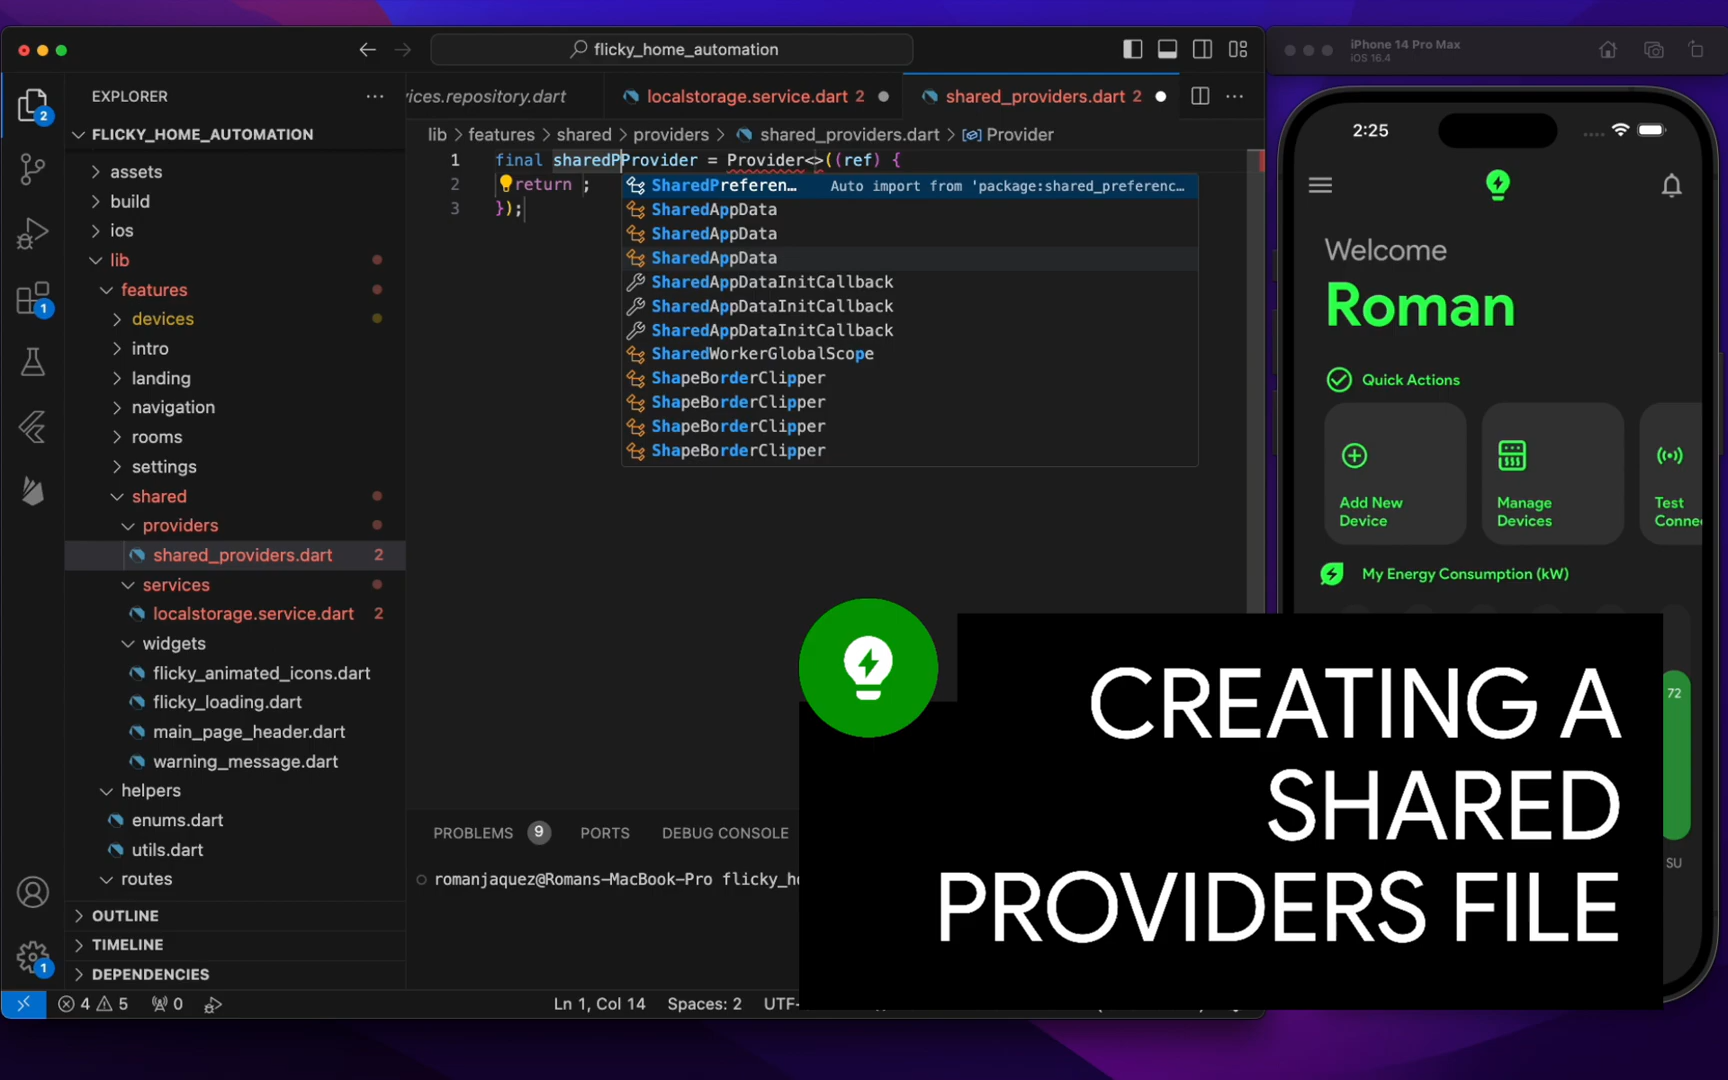 flicky_home_automation
iPhone 14 Pro Max
iOS 16.4
EXPLORER
ices.repository.dart
localstorage.service.dart 2
shared_providers.dart 2
FLICKY_HOME_AUTOMATION
lib > features > shared > providers > shared_providers.dart > Provider
assets
build
ios
lib
features
devices
intro
landing
navigation
rooms
settings
shared
providers
shared_providers.dart 2
services
localstorage.service.dart 2
widgets
flicky_animated_icons.dart
flicky_loading.dart
main_page_header.dart
warning_message.dart
helpers
enums.dart
utils.dart
routes
OUTLINE
TIMELINE
DEPENDENCIES
2
1
1
1 final sharedPProvider = Provider<>((ref) {
2 return ;
3 });
SharedPreferen… Auto import from 'package:shared_preferenc…
SharedAppData
SharedAppData
SharedAppData
SharedAppDataInitCallback
SharedAppDataInitCallback
SharedAppDataInitCallback
SharedWorkerGlobalScope
ShapeBorderClipper
ShapeBorderClipper
ShapeBorderClipper
ShapeBorderClipper
PROBLEMS 9 PORTS DEBUG CONSOLE
romanjaquez@Romans-MacBook-Pro flicky_h
4 5 0
Ln 1, Col 14 Spaces: 2 UTF-
2:25
Welcome
Roman
Quick Actions
Add New
Device
Manage
Devices
Test
Conne
My Energy Consumption (kW)
72
SU
CREATING A
SHARED
PROVIDERS FILE